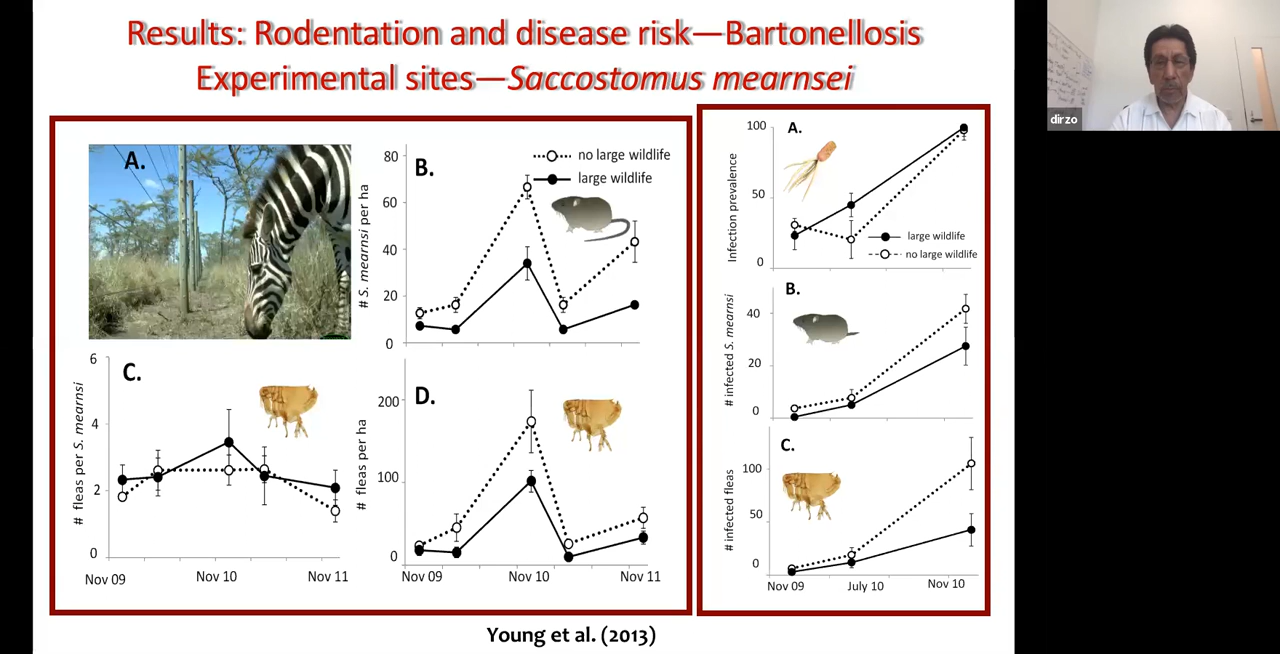 Results: Rodentation and disease risk—Bartonellosis
Experimental sites—Saccostomus mearnsei
dirzo
A.
B.
no large wildlife
large wildlife
# S. mearnsi per ha
80
60
40
20
0
C.
# fleas per S. mearnsi
6
4
2
0
Nov 09
Nov 10
Nov 11
D.
# fleas per ha
200
100
0
Nov 09
Nov 10
Nov 11
A.
Infection prevalence
100
50
0
large wildlife
no large wildlife
B.
# infected S. mearnsi
40
20
0
C.
# infected fleas
100
50
0
Nov 09
July 10
Nov 10
Young et al. (2013)